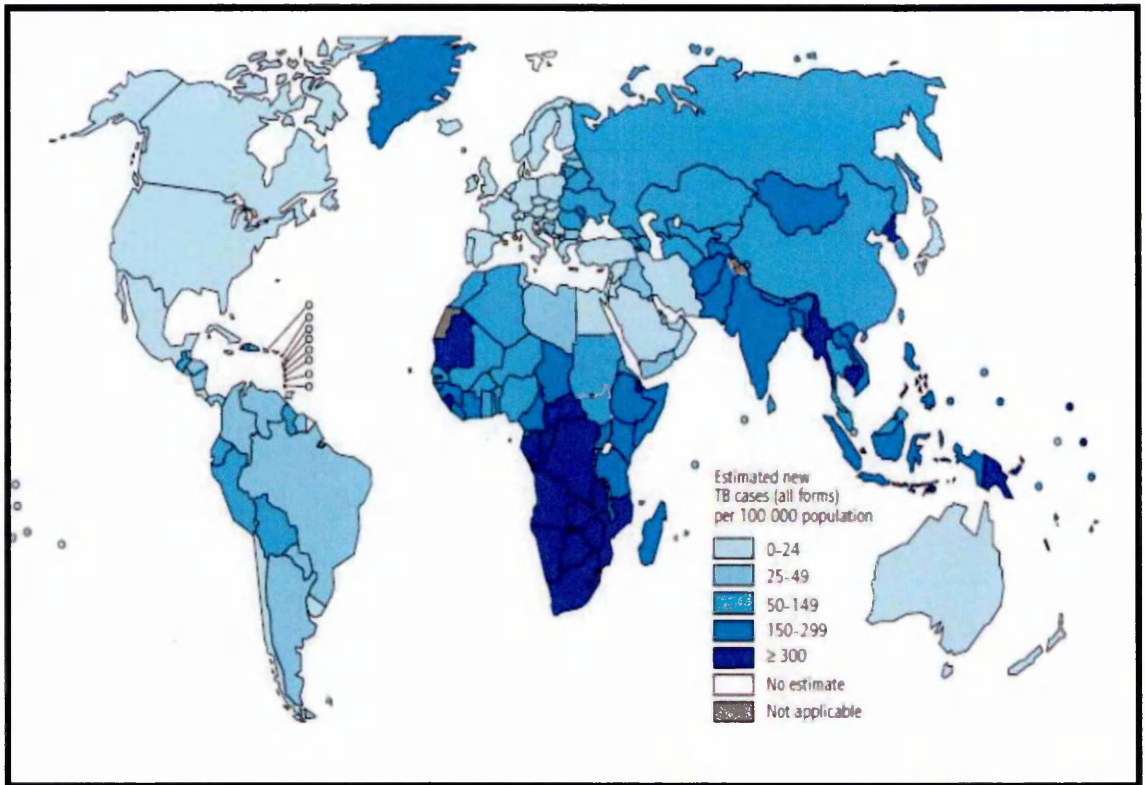 Estimated new
TB cases (all forms)
per 100 000 population
0-24
25-49
50-149
150-299
≥ 300
No estimate
Not applicable